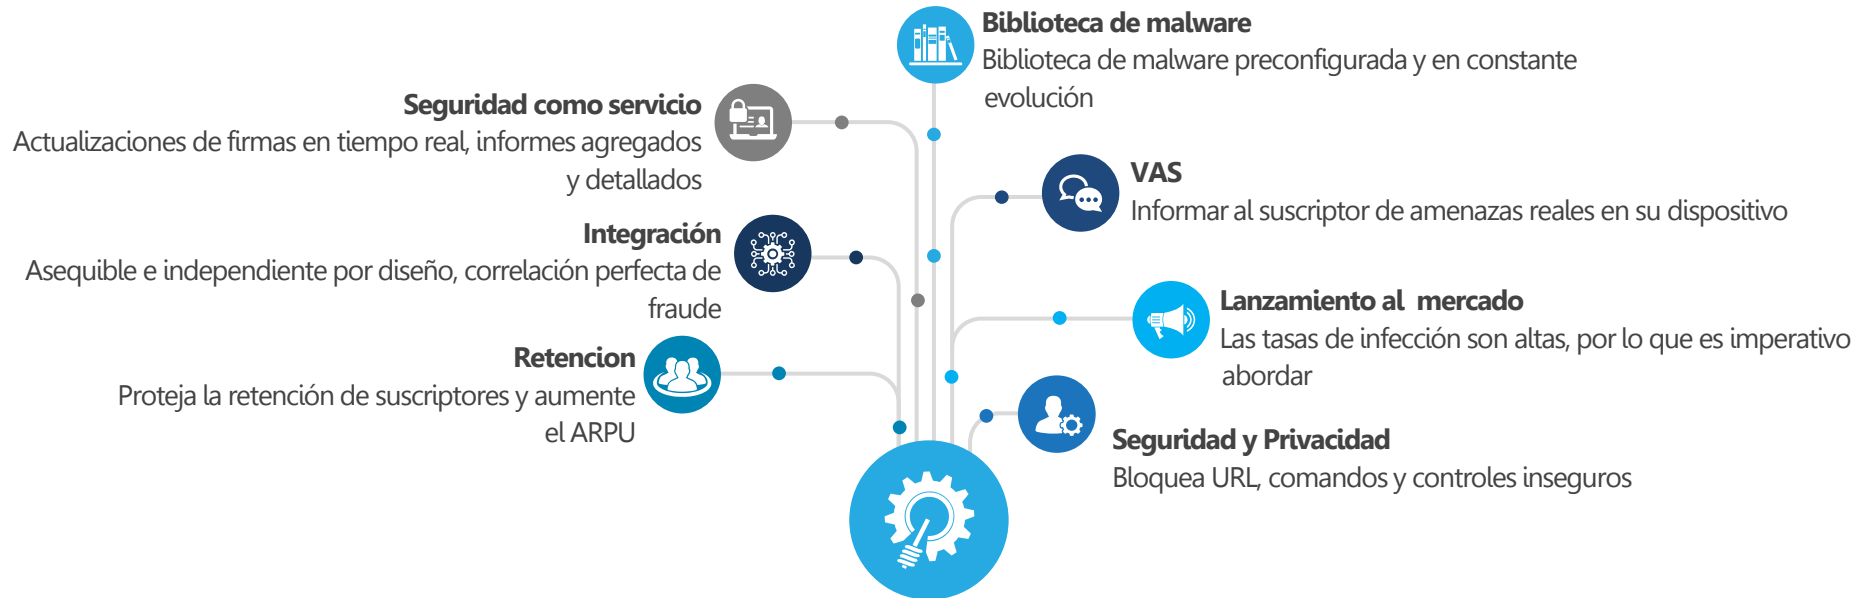 Biblioteca de malware
Biblioteca de malware preconfigurada y en constante
evolución
Seguridad como servicio
Actualizaciones de firmas en tiempo real, informes agregados
y detallados
VAS
Informar al suscriptor de amenazas reales en su dispositivo
Integración
Asequible e independiente por diseño, correlación perfecta de
fraude
Lanzamiento al  mercado
Las tasas de infección son altas, por lo que es imperativo
abordar
Retencion
Proteja la retención de suscriptores y aumente
el ARPU
Seguridad y Privacidad
Bloquea URL, comandos y controles inseguros